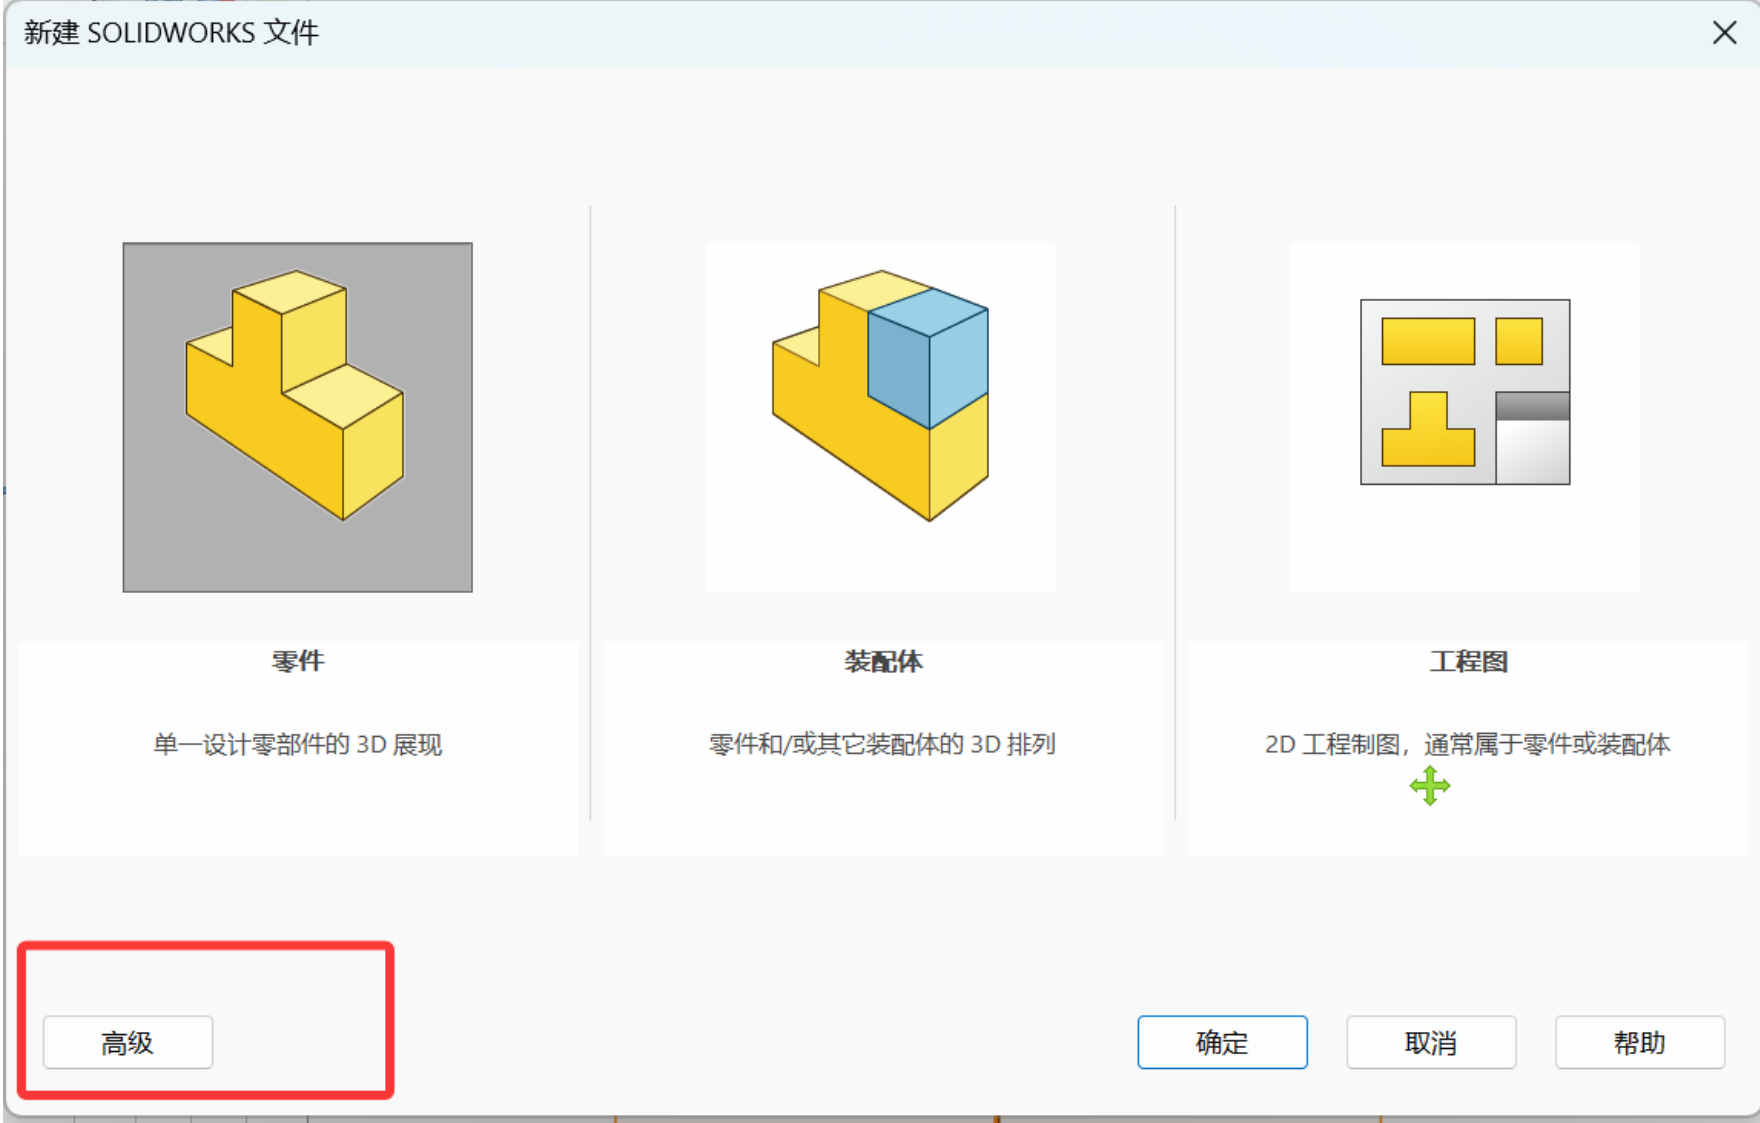 新建 SOLIDWORKS 文件
零件
单一设计零部件的 3D 展现
装配体
零件和/或其它装配体的 3D 排列
工程图
2D 工程制图，通常属于零件或装配体
高级
确定
取消
帮助